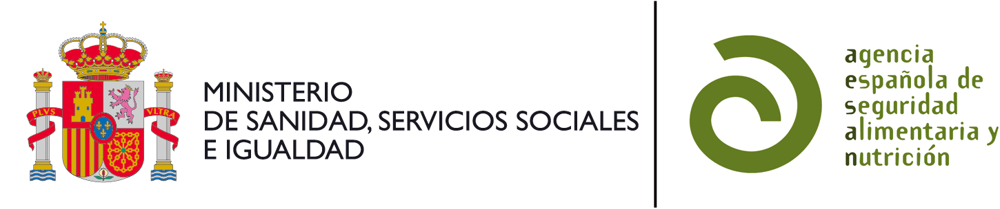 PLVS
VLTRA
MINISTERIO
DE SANIDAD, SERVICIOS SOCIALES
E IGUALDAD
agencia
española de
seguridad
alimentaria y
nutrición